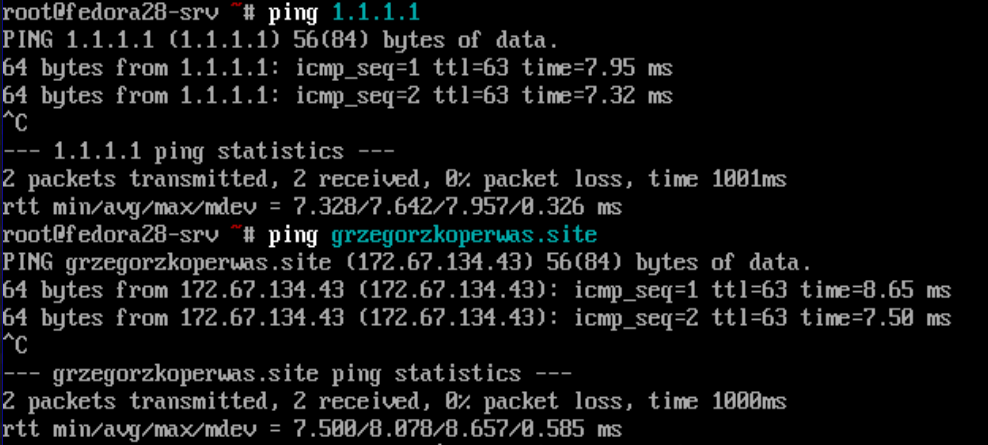 root@fedora28-srv ~# ping 1.1.1.1
PING 1.1.1.1 (1.1.1.1) 56(84) bytes of data.
64 bytes from 1.1.1.1: icmp_seq=1 ttl=63 time=7.95 ms
64 bytes from 1.1.1.1: icmp_seq=2 ttl=63 time=7.32 ms
^C
--- 1.1.1.1 ping statistics ---
2 packets transmitted, 2 received, 0% packet loss, time 1001ms
rtt min/avg/max/mdev = 7.328/7.642/7.957/0.326 ms
root@fedora28-srv ~# ping grzegorzkoperwas.site
PING grzegorzkoperwas.site (172.67.134.43) 56(84) bytes of data.
64 bytes from 172.67.134.43 (172.67.134.43): icmp_seq=1 ttl=63 time=8.65 ms
64 bytes from 172.67.134.43 (172.67.134.43): icmp_seq=2 ttl=63 time=7.50 ms
^C
--- grzegorzkoperwas.site ping statistics ---
2 packets transmitted, 2 received, 0% packet loss, time 1000ms
rtt min/avg/max/mdev = 7.500/8.078/8.657/0.585 ms